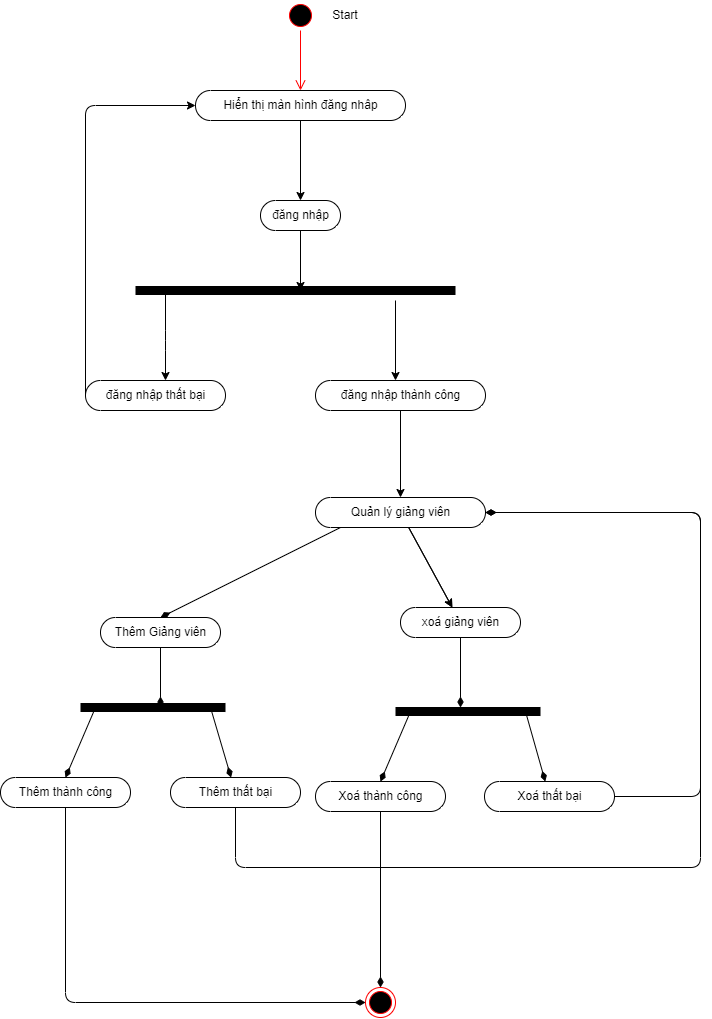 Start
Hiển thị màn hình đăng nhâp
đăng nhập
đăng nhập thất bại
đăng nhập thành công
Quản lý giảng viên
Thêm Giảng viên
xoá giảng viên
Thêm thành công
Thêm thất bại
Xoá thành công
Xoá thất bại